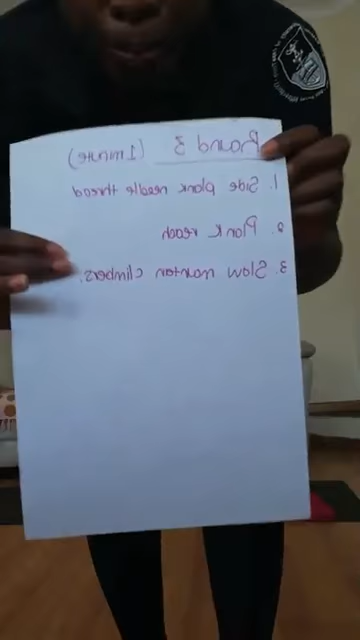 Round 3 (1 minute)
1. Side plank needle thread
2. Plank reach
3. Slow mountain climbers.